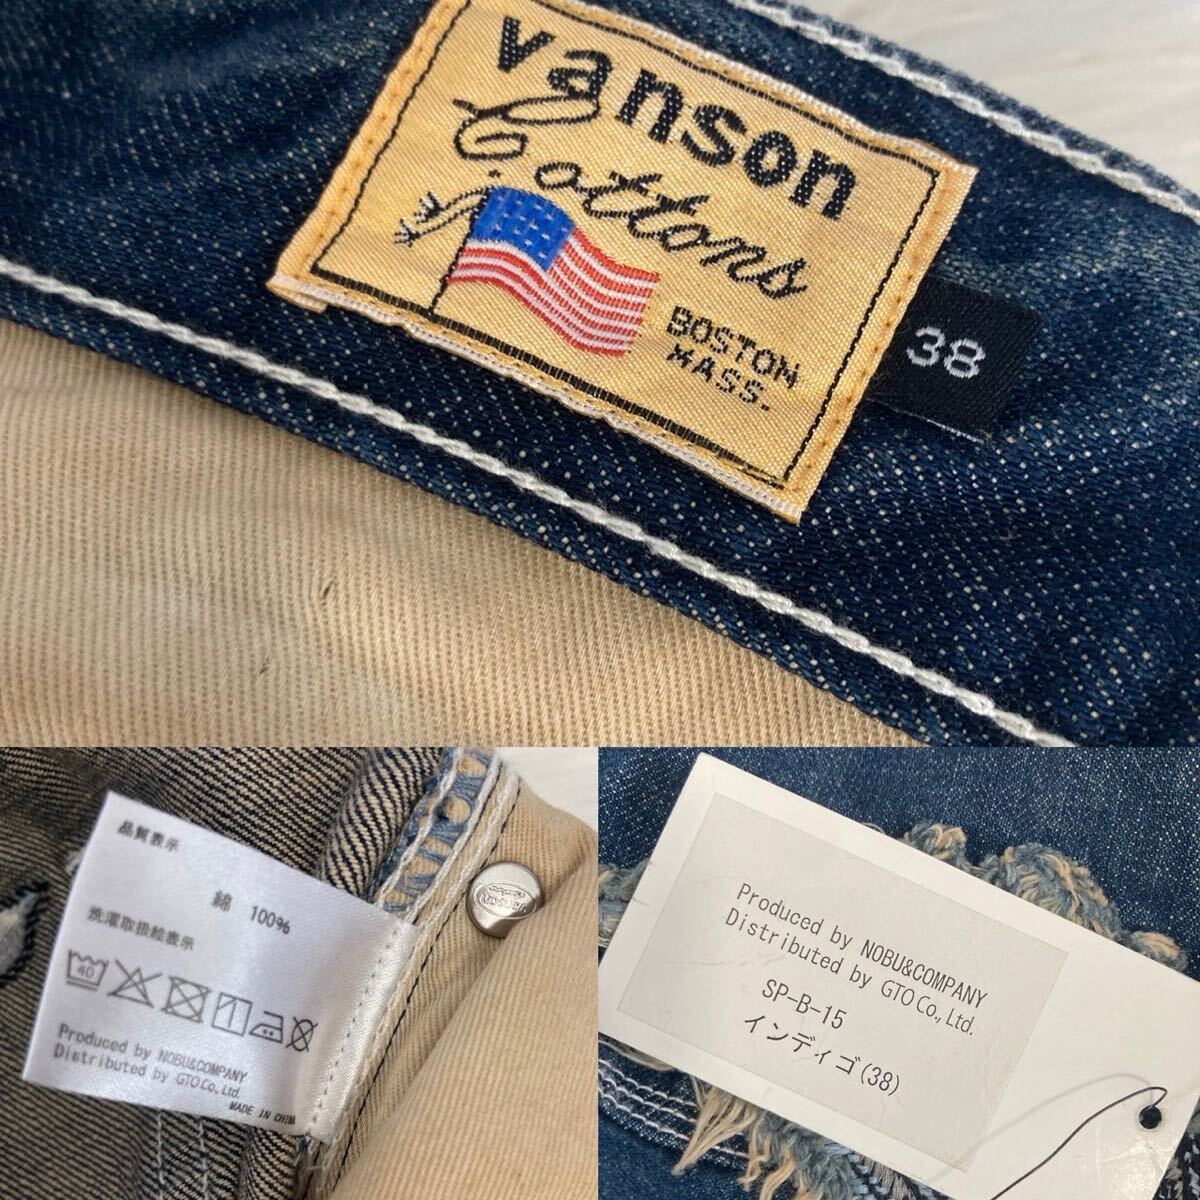 vanson
Cottons
BOSTON
MASS.
38
品質表示
綿 100%
洗濯取扱絵表示
40
Produced by NOBU&COMPANY
Distributed by GTO Co., Ltd.
MADE IN CHINA
VANSON
Produced by NOBU&COMPANY
Distributed by GTO Co., Ltd.
SP-B-15
インディゴ(38)